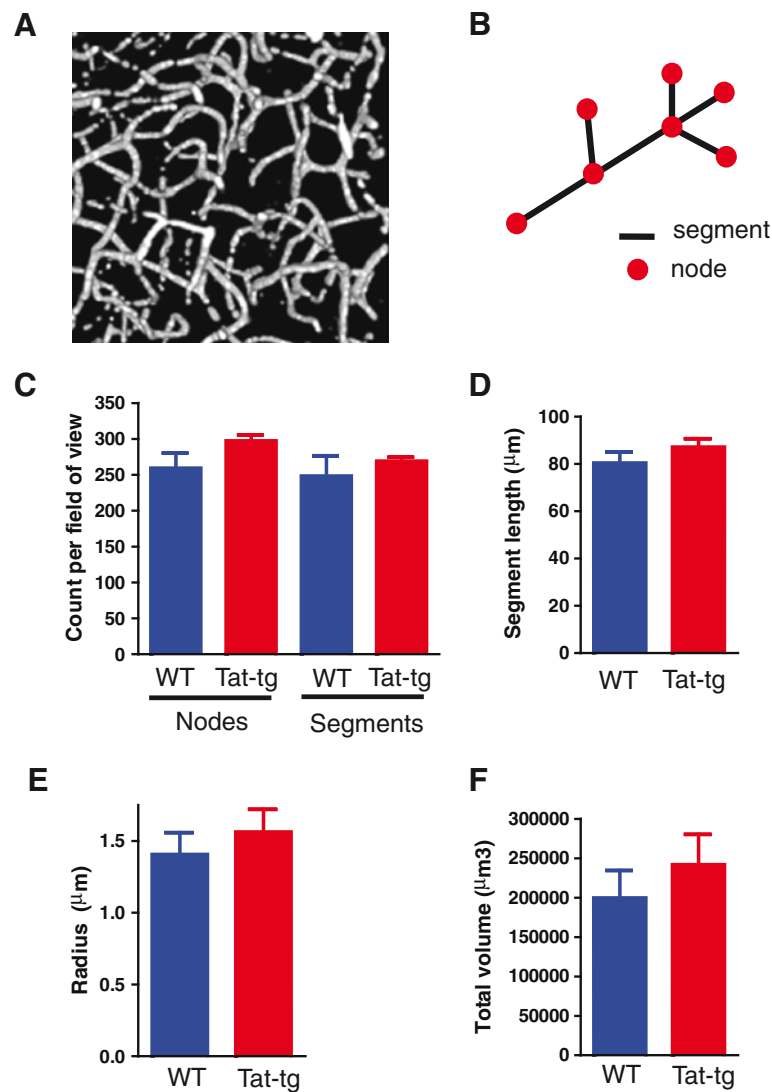 A
B
segment
node
C
Count per field of view
350
300
250
200
150
100
50
0
WT Tat-tg WT Tat-tg
Nodes Segments
D
Segment length (μm)
100
80
60
40
20
0
WT Tat-tg
E
Radius (μm)
1.5
1.0
0.5
0.0
WT Tat-tg
F
Total volume (μm3)
300000
250000
200000
150000
100000
50000
0
WT Tat-tg